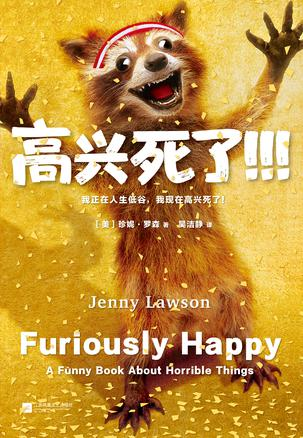 高兴死了!!!
我正在人生低谷，我现在高兴死了！
［美］珍妮·罗森 著 吴洁静 译
Jenny Lawson
Furiously Happy
A Funny Book About Horrible Things